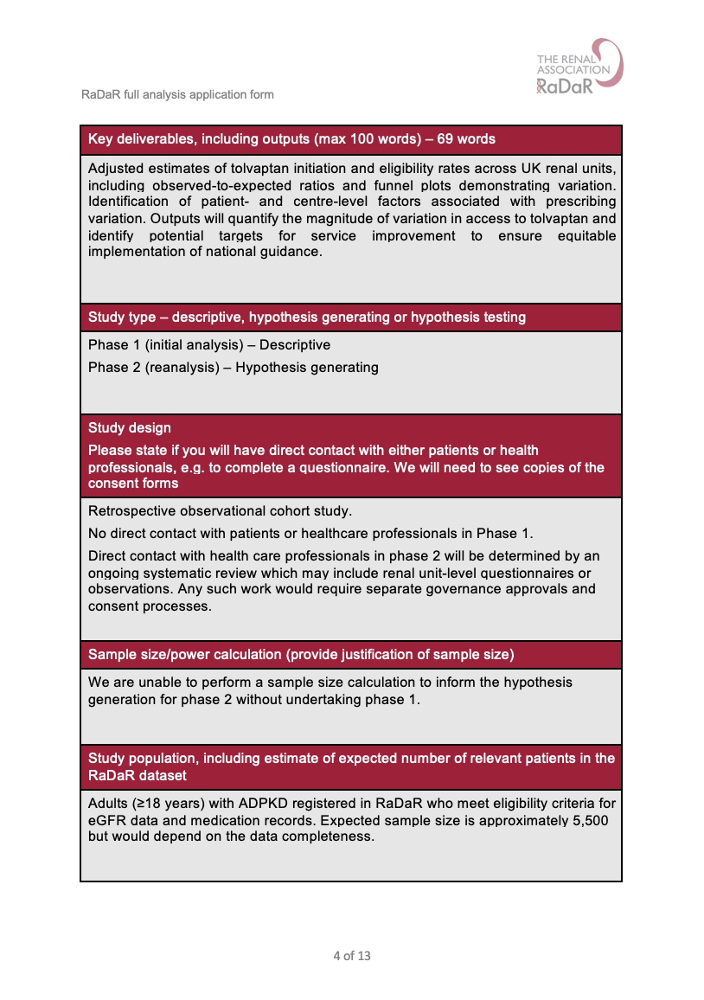 THE RENAL
ASSOCIATION
RaDaR
RaDaR full analysis application form
Key deliverables, including outputs (max 100 words) – 69 words
Adjusted estimates of tolvaptan initiation and eligibility rates across UK renal units,
including observed-to-expected ratios and funnel plots demonstrating variation.
Identification of patient- and centre-level factors associated with prescribing
variation. Outputs will quantify the magnitude of variation in access to tolvaptan and
identify potential targets for service improvement to ensure equitable
implementation of national guidance.
Study type – descriptive, hypothesis generating or hypothesis testing
Phase 1 (initial analysis) – Descriptive
Phase 2 (reanalysis) – Hypothesis generating
Study design
Please state if you will have direct contact with either patients or health
professionals, e.g. to complete a questionnaire. We will need to see copies of the
consent forms
Retrospective observational cohort study.
No direct contact with patients or healthcare professionals in Phase 1.
Direct contact with health care professionals in phase 2 will be determined by an
ongoing systematic review which may include renal unit-level questionnaires or
observations. Any such work would require separate governance approvals and
consent processes.
Sample size/power calculation (provide justification of sample size)
We are unable to perform a sample size calculation to inform the hypothesis
generation for phase 2 without undertaking phase 1.
Study population, including estimate of expected number of relevant patients in the
RaDaR dataset
Adults (≥18 years) with ADPKD registered in RaDaR who meet eligibility criteria for
eGFR data and medication records. Expected sample size is approximately 5,500
but would depend on the data completeness.
4 of 13